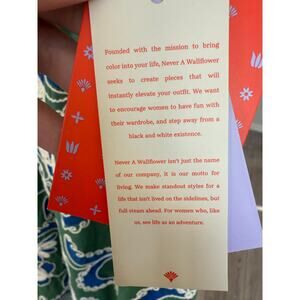 Founded with the mission to bring
color into your life, Never A Wallflower
seeks to create pieces that will
instantly elevate your outfit. We want
to encourage women to have fun with
their wardrobe, and step away from a
black and white existence.
Never A Wallflower isn't just the name
of our company, it is our motto for
living. We make standout styles for a
life that isn't lived on the sidelines, but
full steam ahead. For women who, like
us, see life as an adventure.